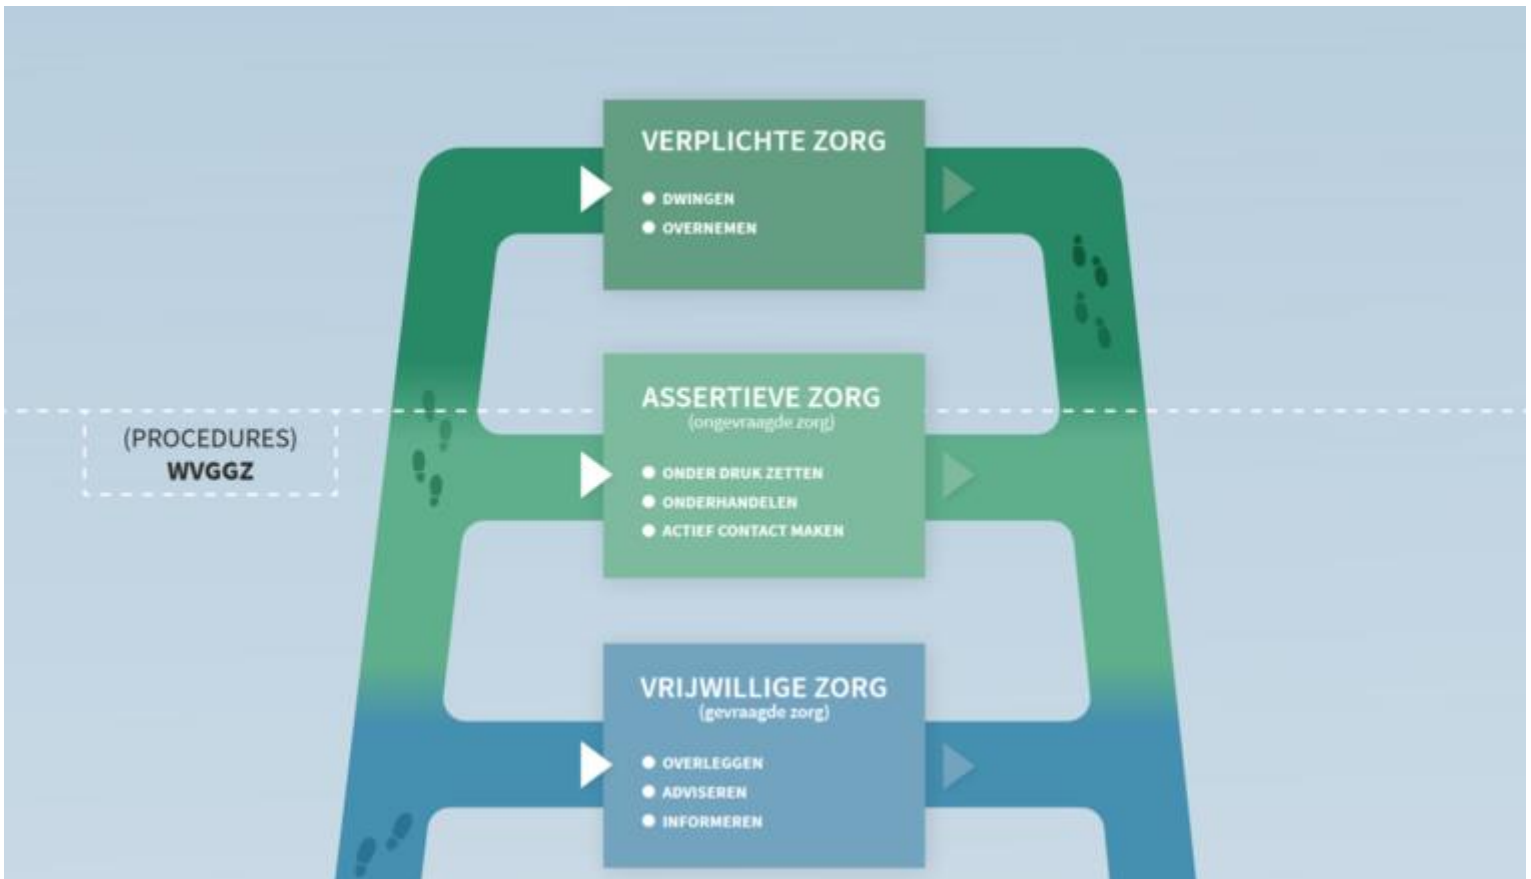 VERPLICHTE ZORG
DWINGEN
OVERNEMEN
ASSERTIEVE ZORG
(ongevraagde zorg)
(PROCEDURES)
WVGGZ
ONDER DRUK ZETTEN
ONDERHANDELEN
ACTIEF CONTACT MAKEN
VRIJWILLIGE ZORG
(gevraagde zorg)
OVERLEGGEN
ADVISEREN
INFORMEREN